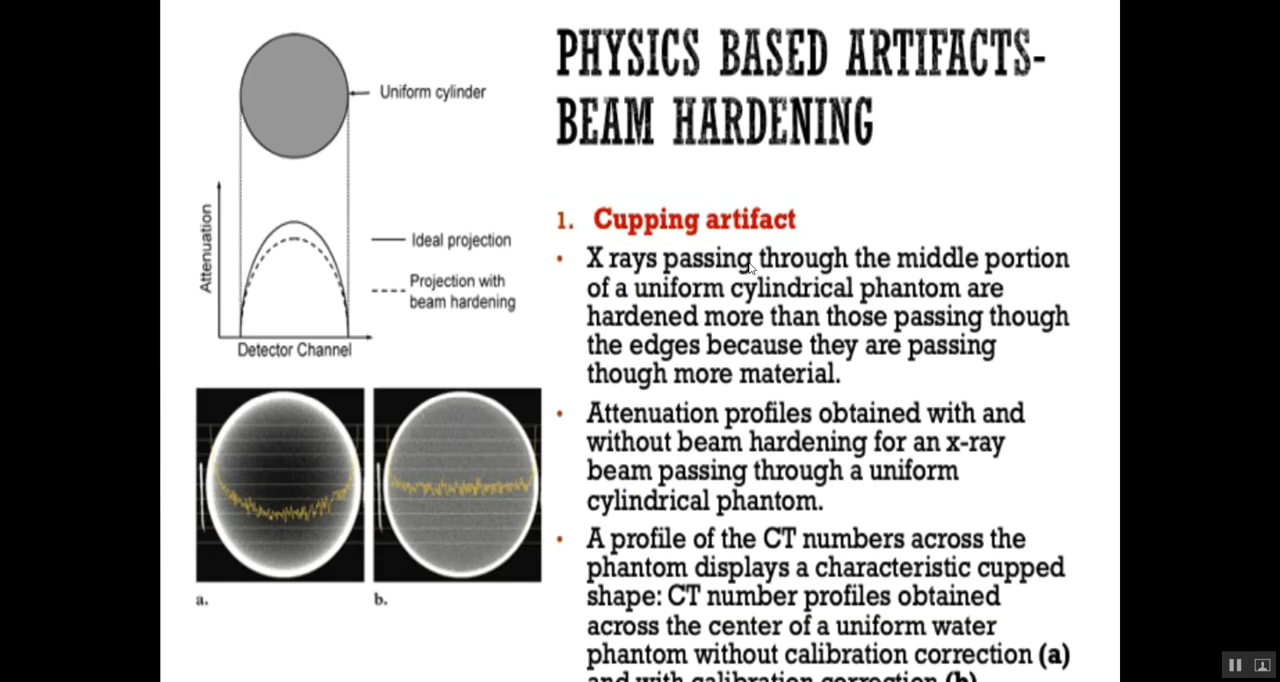 PHYSICS BASED ARTIFACTS-
BEAM HARDENING
Uniform cylinder
Attenuation
Ideal projection
Projection with
beam hardening
Detector Channel
a.
b.
1. Cupping artifact
• X rays passing through the middle portion
of a uniform cylindrical phantom are
hardened more than those passing though
the edges because they are passing
though more material.
• Attenuation profiles obtained with and
without beam hardening for an x-ray
beam passing through a uniform
cylindrical phantom.
• A profile of the CT numbers across the
phantom displays a characteristic cupped
shape: CT number profiles obtained
across the center of a uniform water
phantom without calibration correction (a)
and with calibration correction (b).